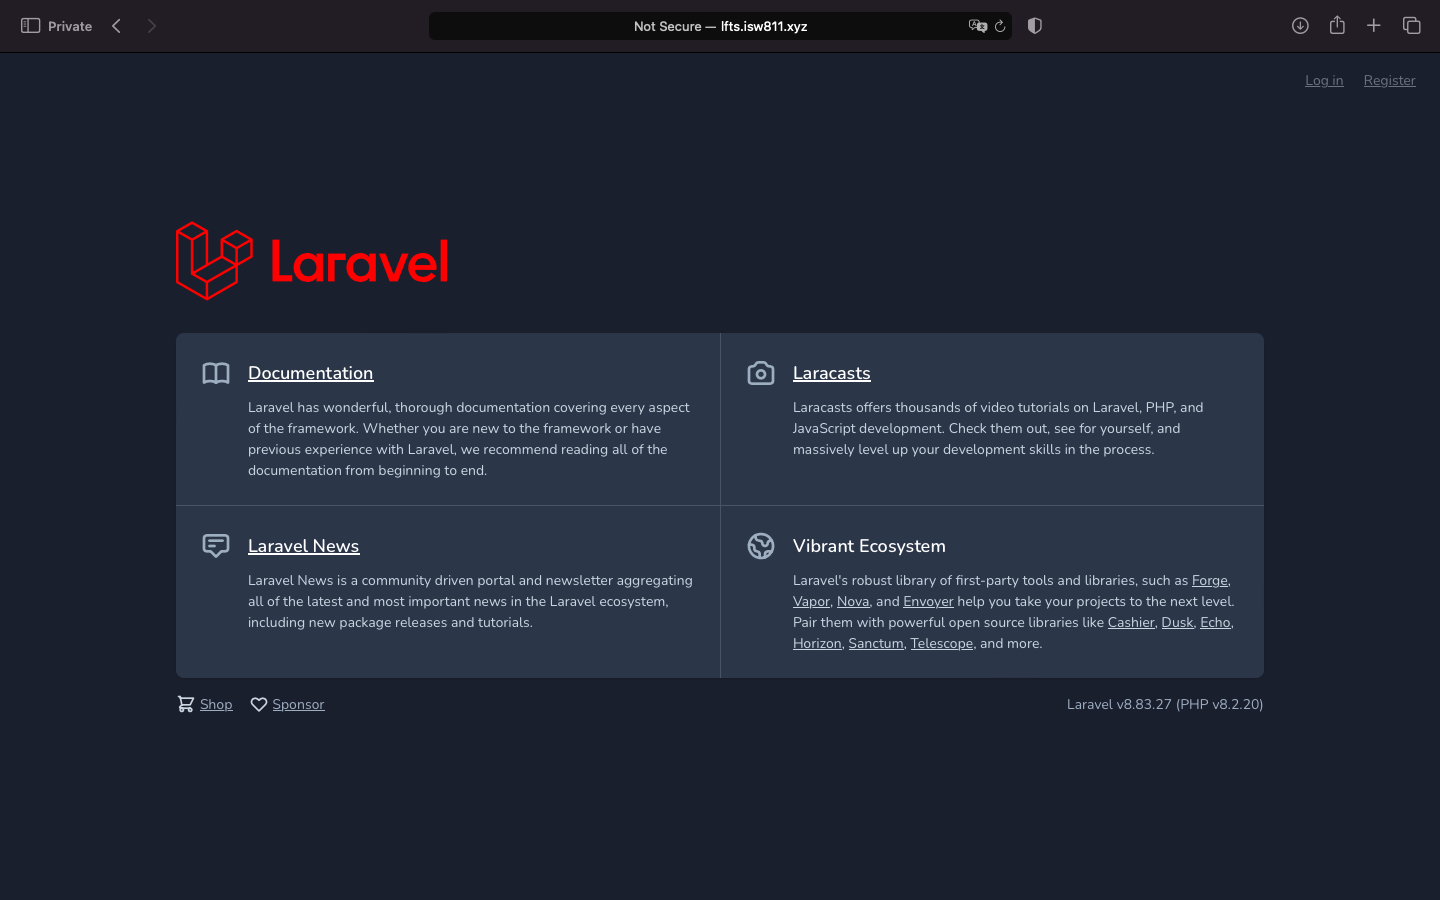 Private
Not Secure — lfts.isw811.xyz
Log in Register
Laravel
Documentation
Laravel has wonderful, thorough documentation covering every aspect
of the framework. Whether you are new to the framework or have
previous experience with Laravel, we recommend reading all of the
documentation from beginning to end.
Laracasts
Laracasts offers thousands of video tutorials on Laravel, PHP, and
JavaScript development. Check them out, see for yourself, and
massively level up your development skills in the process.
Laravel News
Laravel News is a community driven portal and newsletter aggregating
all of the latest and most important news in the Laravel ecosystem,
including new package releases and tutorials.
Vibrant Ecosystem
Laravel's robust library of first-party tools and libraries, such as Forge,
Vapor, Nova, and Envoyer help you take your projects to the next level.
Pair them with powerful open source libraries like Cashier, Dusk, Echo,
Horizon, Sanctum, Telescope, and more.
Shop Sponsor
Laravel v8.83.27 (PHP v8.2.20)